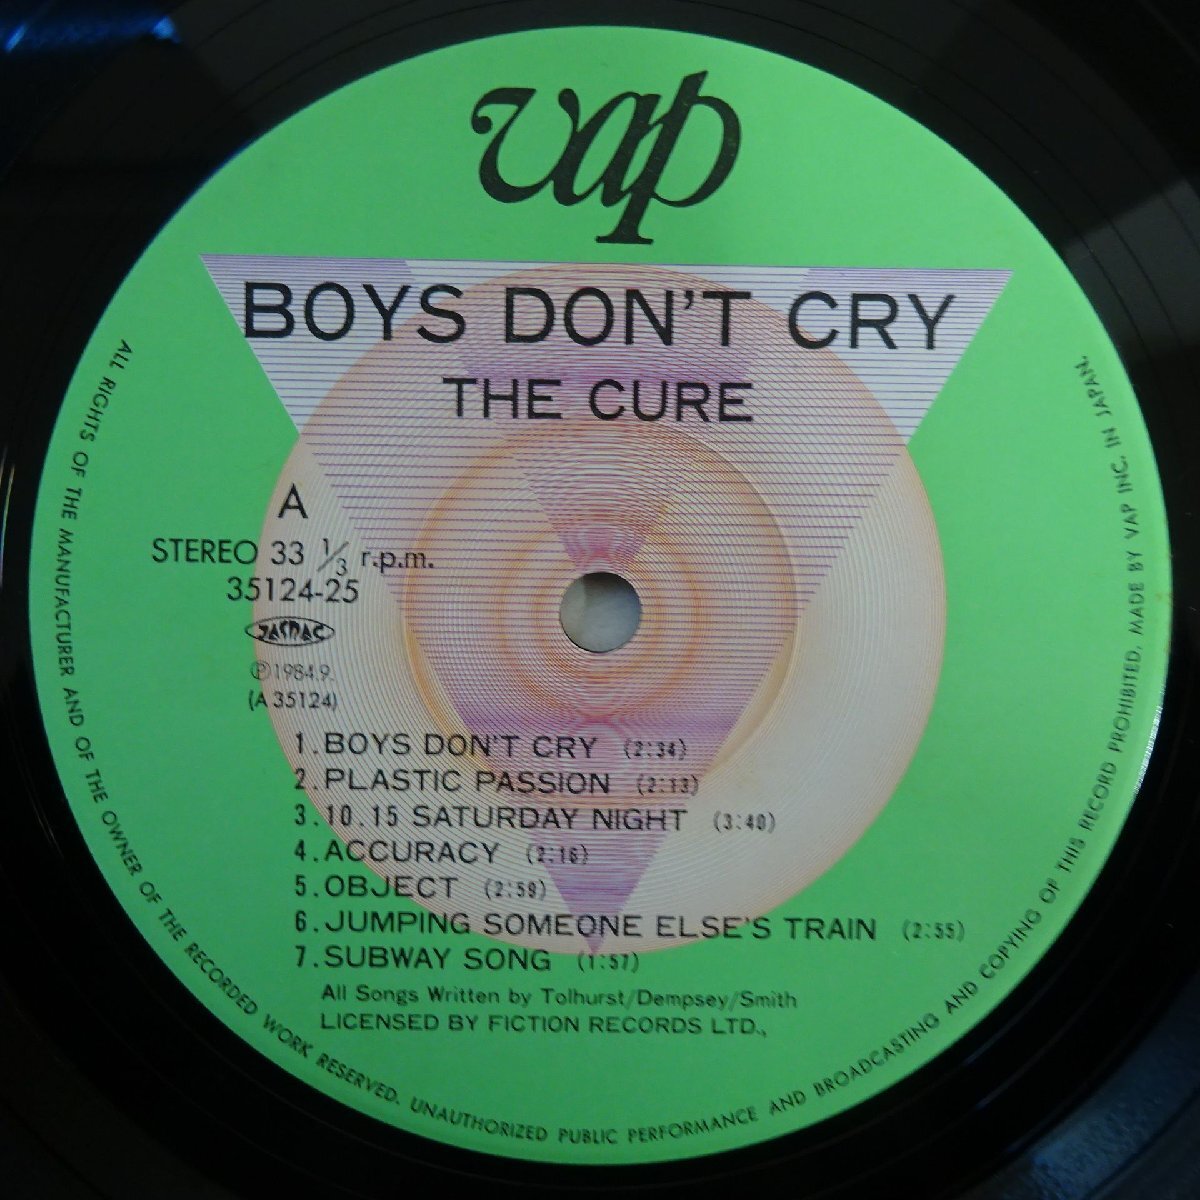 vap
BOYS DON'T CRY
THE CURE
A
STEREO 33 1/3 r.p.m.
35124-25
JASRAC
Ⓟ1984.9.
(A 35124)
1. BOYS DON'T CRY (2:34)
2. PLASTIC PASSION (2:13)
3. 10.15 SATURDAY NIGHT (3:40)
4. ACCURACY (2:16)
5. OBJECT (2:59)
6. JUMPING SOMEONE ELSE'S TRAIN (2:55)
7. SUBWAY SONG (1:57)
All Songs Written by Tolhurst/Dempsey/Smith
LICENSED BY FICTION RECORDS LTD.,
ALL RIGHTS OF THE MANUFACTURER AND OF THE OWNER OF THE RECORDED WORK RESERVED. UNAUTHORIZED PUBLIC PERFORMANCE AND BROADCASTING AND COPYING OF THIS RECORD PROHIBITED. MADE BY VAP INC. IN JAPAN.